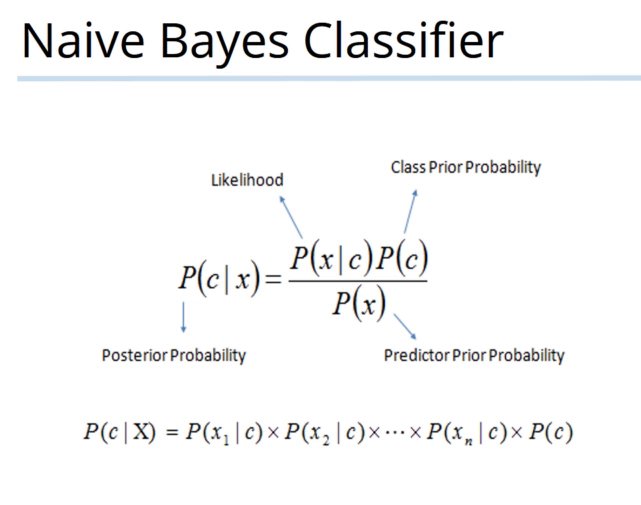 Naive Bayes Classifier
Likelihood
Class Prior Probability
P(c|x) = P(x|c)P(c) / P(x)
Posterior Probability
Predictor Prior Probability
P(c|X) = P(x₁|c) × P(x₂|c) × ⋯ × P(xₙ|c) × P(c)